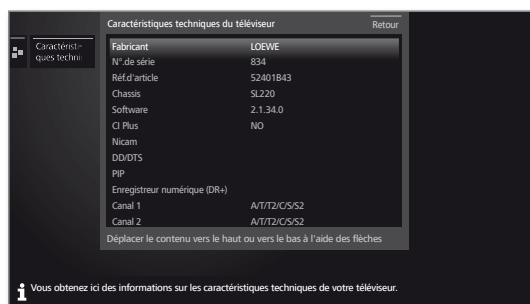 Caractéristiques techniques du téléviseur
Retour
Caractéristi-
ques techni
Fabricant LOEWE
N°.de série 834
Réf.d'article 52401B43
Chassis SL220
Software 2.1.34.0
CI Plus NO
Nicam
DD/DTS
PIP
Enregistreur numérique (DR+)
Canal 1 A/T/T2/C/S/S2
Canal 2 A/T/T2/C/S/S2
Déplacer le contenu vers le haut ou vers le bas à l'aide des flèches
Vous obtenez ici des informations sur les caractéristiques techniques de votre téléviseur.